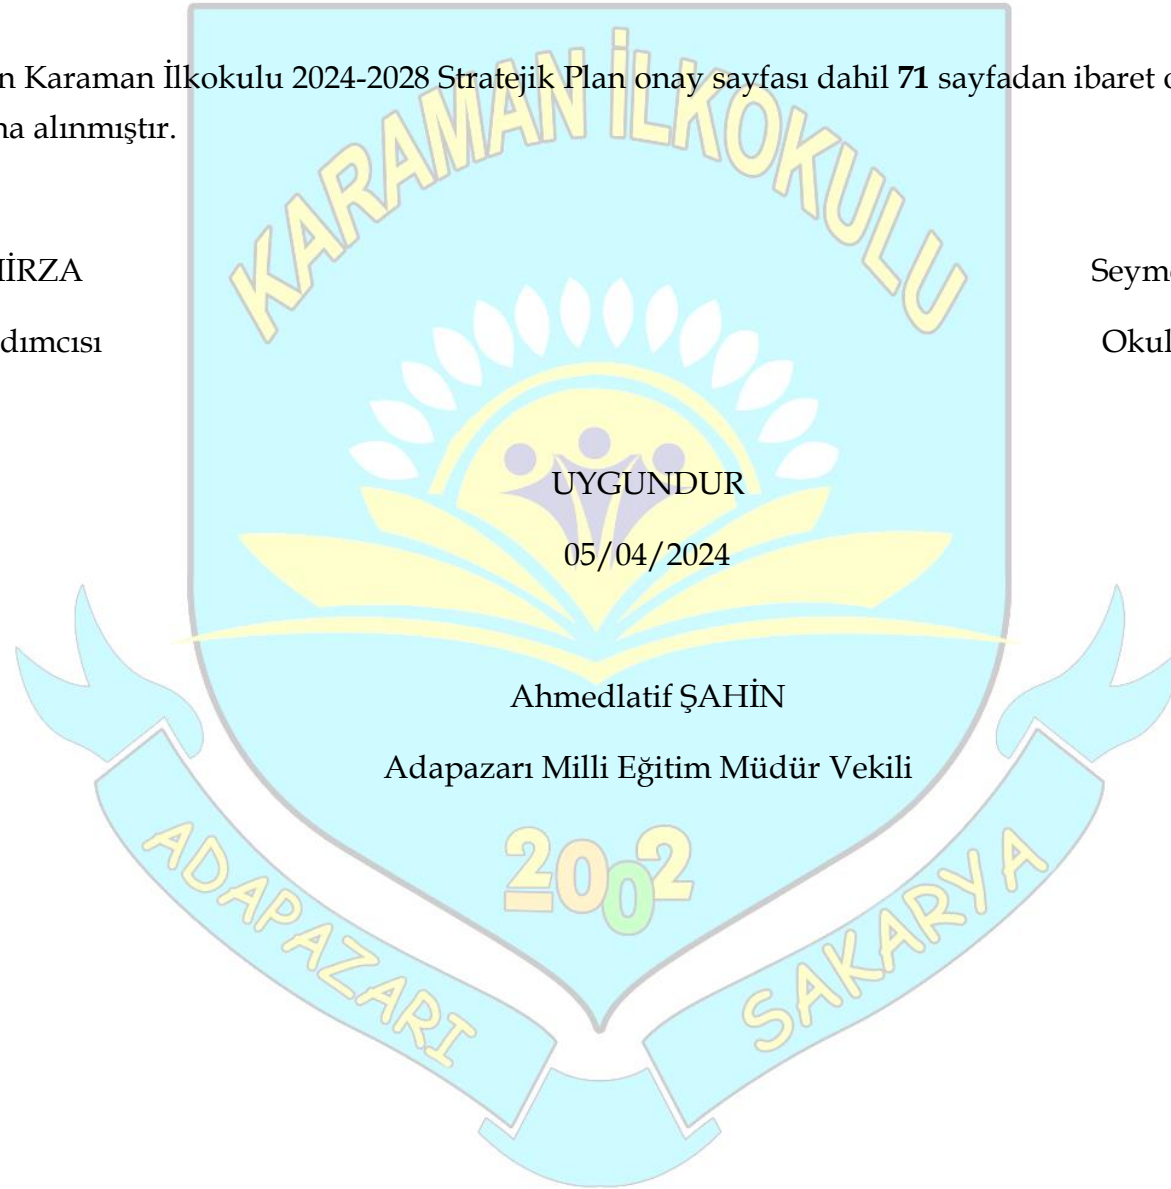 n Karaman İlkokulu 2024-2028 Stratejik Plan onay sayfası dahil 71 sayfadan ibaret o
na alınmıştır.
KARAMAN İLKOKULU
MİRZA Seym
dımcısı Okul
UYGUNDUR
05/04/2024
Ahmedlatif ŞAHİN
Adapazarı Milli Eğitim Müdür Vekili
2002
ADAPAZARI SAKARYA